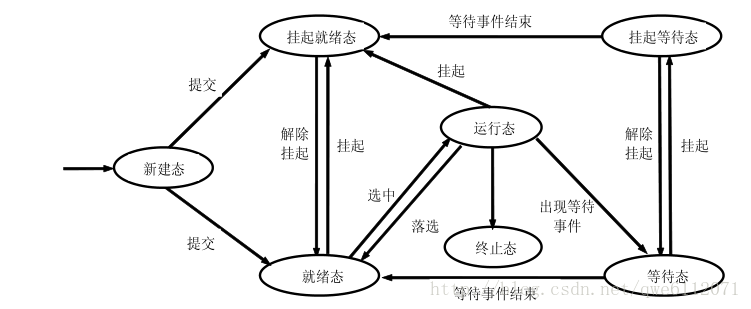 等待事件结束
挂起就绪态
挂起等待态
挂起
提交
运行态
解除
挂起
挂起
解除
挂起
挂起
新建态
选中
出现等待
事件
落选
提交
终止态
就绪态
等待态
等待事件结束
http://blog.csdn.net/qwe6112071